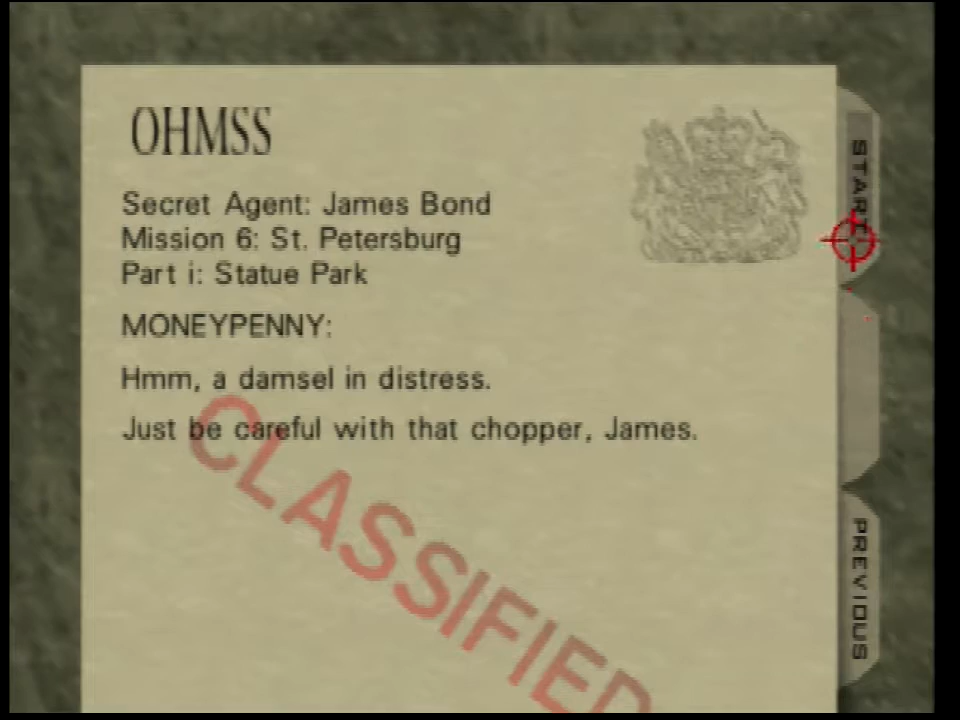 OHMSS
Secret Agent: James Bond
Mission 6: St. Petersburg
Part i: Statue Park
MONEYPENNY:
Hmm, a damsel in distress.
Just be careful with that chopper, James.
CLASSIFIED
START
PREVIOUS